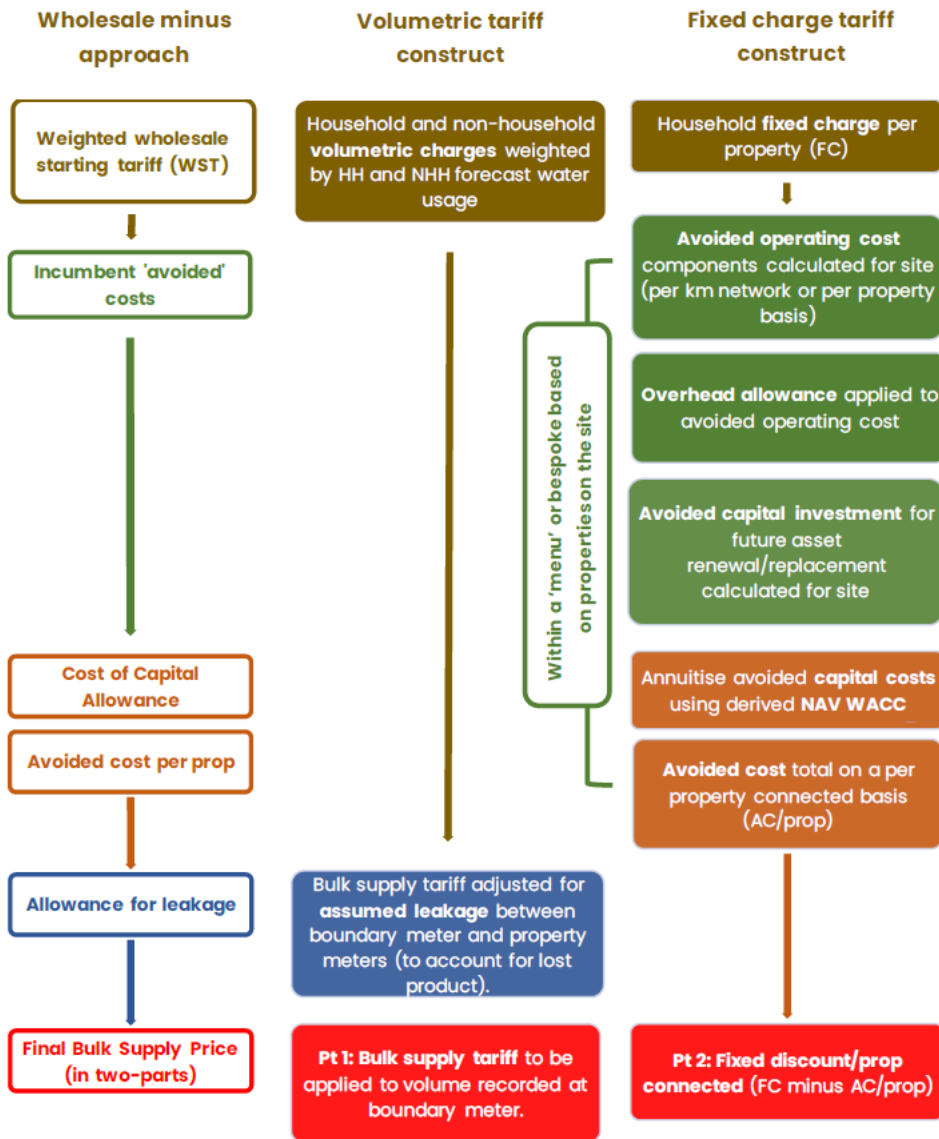 Wholesale minus
approach
Volumetric tariff
construct
Fixed charge tariff
construct
Weighted wholesale
starting tariff (WST)
Household and non-household
volumetric charges weighted
by HH and NHH forecast water
usage
Household fixed charge per
property (FC)
Incumbent 'avoided'
costs
Avoided operating cost
components calculated for site
(per km network or per property
basis)
Within a 'menu' or bespoke based
on propertieson the site
Overhead allowance applied to
avoided operating cost
Avoided capital investment for
future asset
renewal/replacement
calculated for site
Cost of Capital
Allowance
Annuitise avoided capital costs
using derived NAV WACC _
Avoided cost per prop
Avoided cost total on a per
property connected basis
(AC/prop)
Allowance for leakage
Bulk supply tariff adjusted for
assumed leakage between
boundary meter and property
meters (to account for lost
product).
Final Bulk Supply Price
(in two-parts)
Pt 1: Bulk supply tariff to be
applied to volume recorded at
boundary meter.
Pt 2: Fixed discount/prop
connected (FC minus AC/prop)